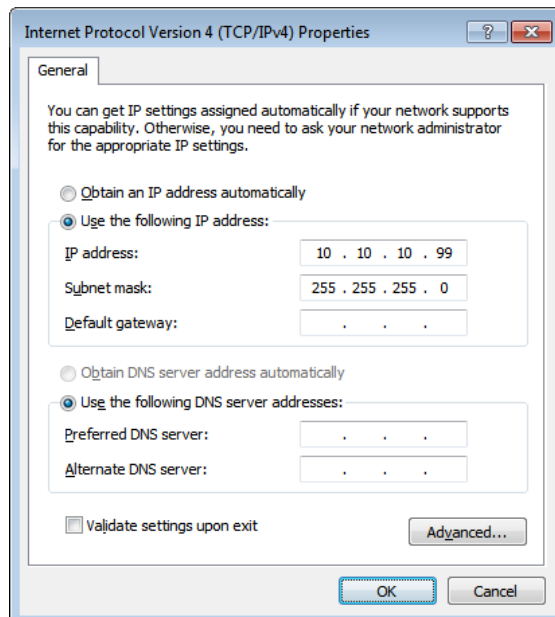 Internet Protocol Version 4 (TCP/IPv4) Properties
?
General
You can get IP settings assigned automatically if your network supports
this capability. Otherwise, you need to ask your network administrator
for the appropriate IP settings.
Obtain an IP address automatically
Use the following IP address:
IP address: 10 . 10 . 10 . 99
Subnet mask: 255 . 255 . 255 . 0
Default gateway: . . .
Obtain DNS server address automatically
Use the following DNS server addresses:
Preferred DNS server: . . .
Alternate DNS server: . . .
Validate settings upon exit
Advanced...
OK Cancel